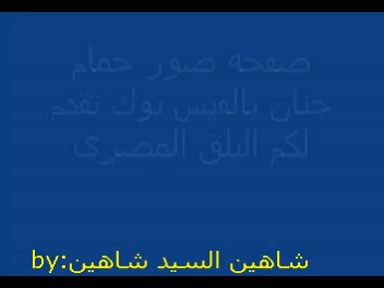 صفحه صور حمام
حنان بالفيس بوك تقدم
لكم البلق المصرى
by:شاهين السيد شاهين